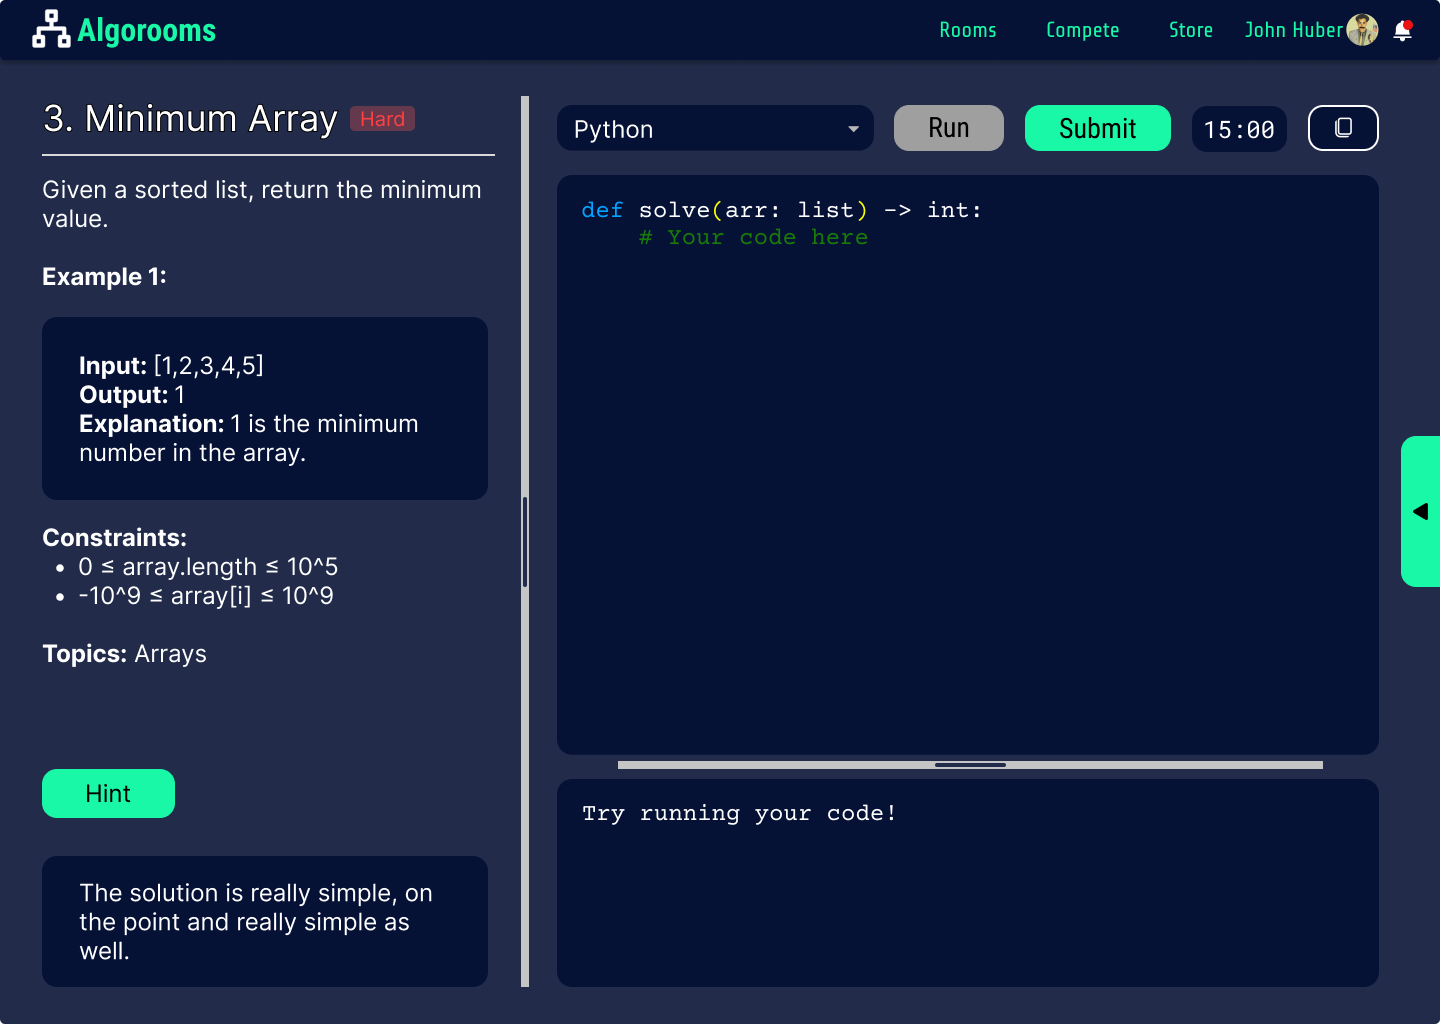 Algorooms
Rooms
Compete
Store
John Huber
3. Minimum Array
Hard
Given a sorted list, return the minimum
value.
Example 1:
Input: [1,2,3,4,5]
Output: 1
Explanation: 1 is the minimum
number in the array.
Constraints:
• 0 ≤ array.length ≤ 10^5
• -10^9 ≤ array[i] ≤ 10^9
Topics: Arrays
Hint
The solution is really simple, on
the point and really simple as
well.
Python
Run
Submit
15:00
def solve(arr: list) -> int:
    # Your code here
Try running your code!